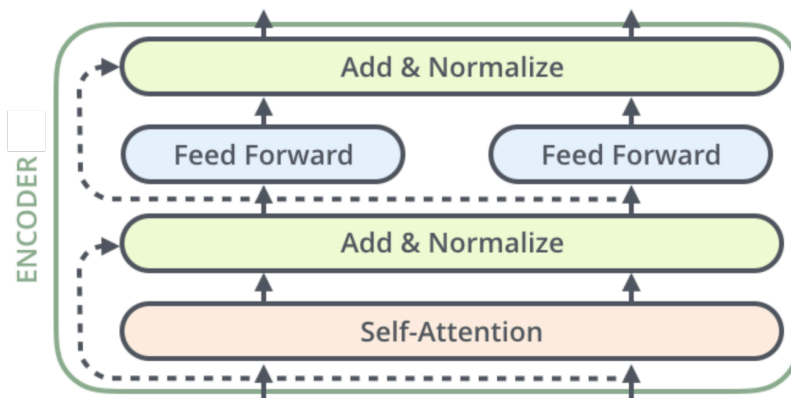 Add & Normalize
Feed Forward
Feed Forward
Add & Normalize
Self-Attention
ENCODER